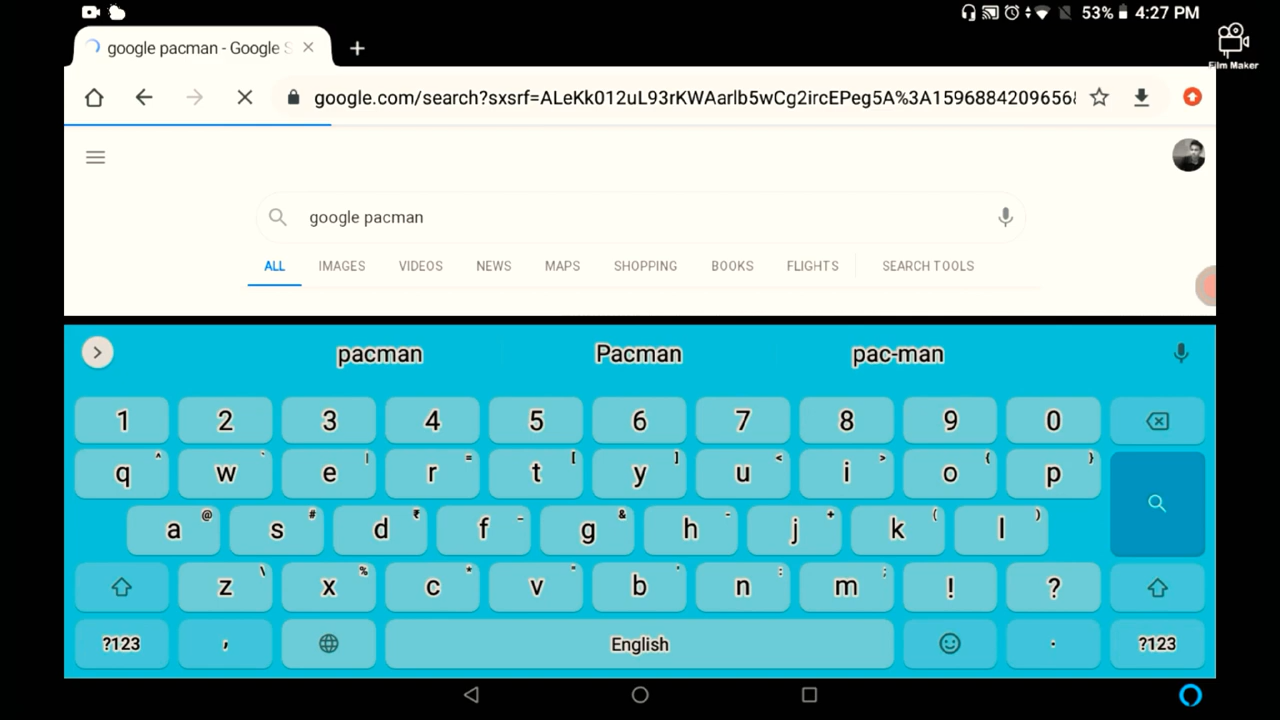 53% 4:27 PM
google pacman - Google S
Film Maker
google.com/search?sxsrf=ALeKk012uL93rKWAarlb5wCg2ircEPeg5A%3A1596884209656&
google pacman
ALL IMAGES VIDEOS NEWS MAPS SHOPPING BOOKS FLIGHTS SEARCH TOOLS
pacman Pacman pac-man
1 2 3 4 5 6 7 8 9 0
q ^ w ` e | r = t [ y ] u < i > o { p }
a @ s # d ₹ f _ g & h - j + k ( l )
z \ x % c * v " b ' n : m ; ! ?
?123 , English . ?123